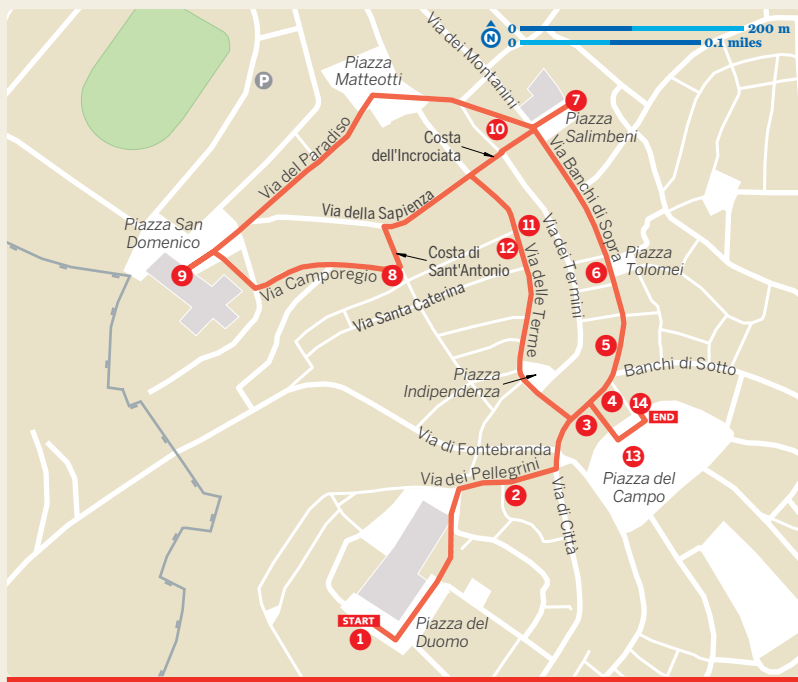 0 200 m
N
0 0.1 miles
Via dei Montanini
Piazza
Matteotti
P
7
Piazza
Salimbeni
10
Costa
dell'Incrociata
Via del Paradiso
Via Banchi di Sopra
Via della Sapienza
Piazza San
Domenico
11
12
Via dei Termini
Piazza
Tolomei
Costa di
Sant'Antonio
9
Via Camporegio
8
6
Via delle Terme
Via Santa Caterina
5
Banchi di Sotto
Piazza
Indipendenza
4
14
END
3
Via di Fontebranda
13
Via dei Pellegrini
Piazza del
Campo
2
Via di Città
START
1
Piazza del
Duomo